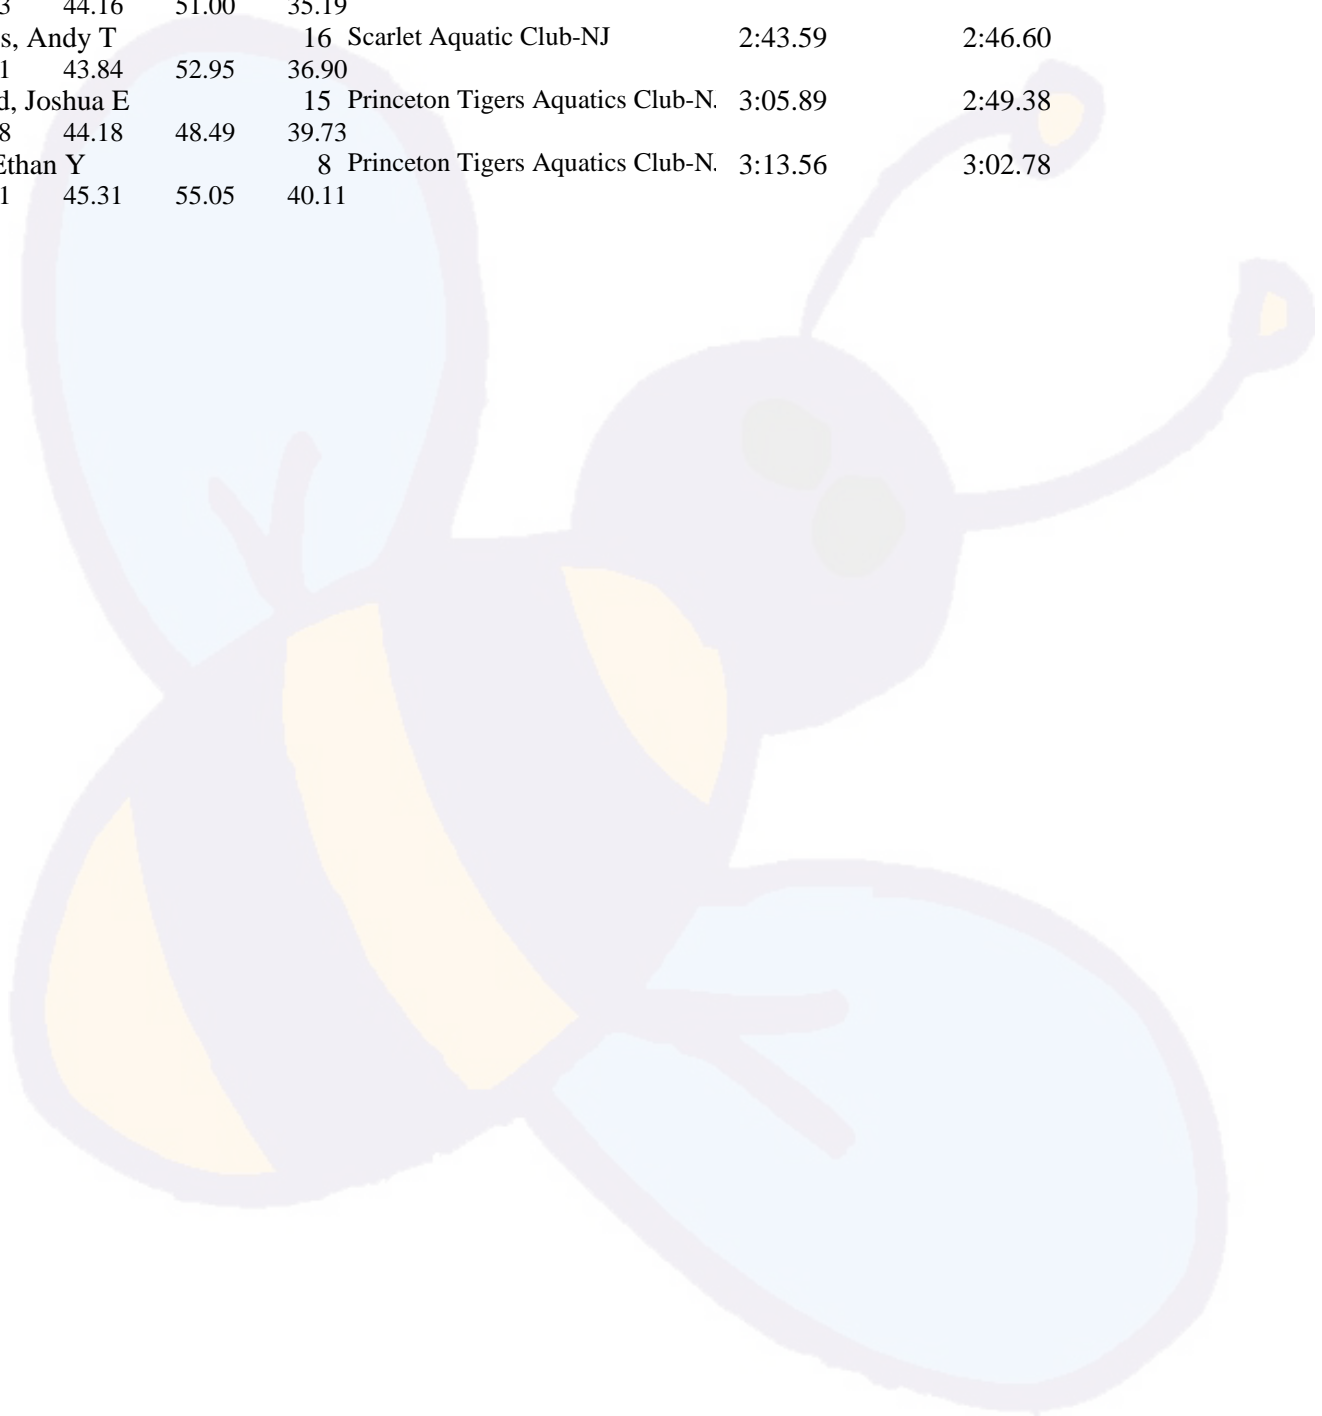 3 44.16 51.00 35.19
s, Andy T 16 Scarlet Aquatic Club-NJ 2:43.59 2:46.60
1 43.84 52.95 36.90
d, Joshua E 15 Princeton Tigers Aquatics Club-N. 3:05.89 2:49.38
8 44.18 48.49 39.73
Ethan Y 8 Princeton Tigers Aquatics Club-N. 3:13.56 3:02.78
1 45.31 55.05 40.11